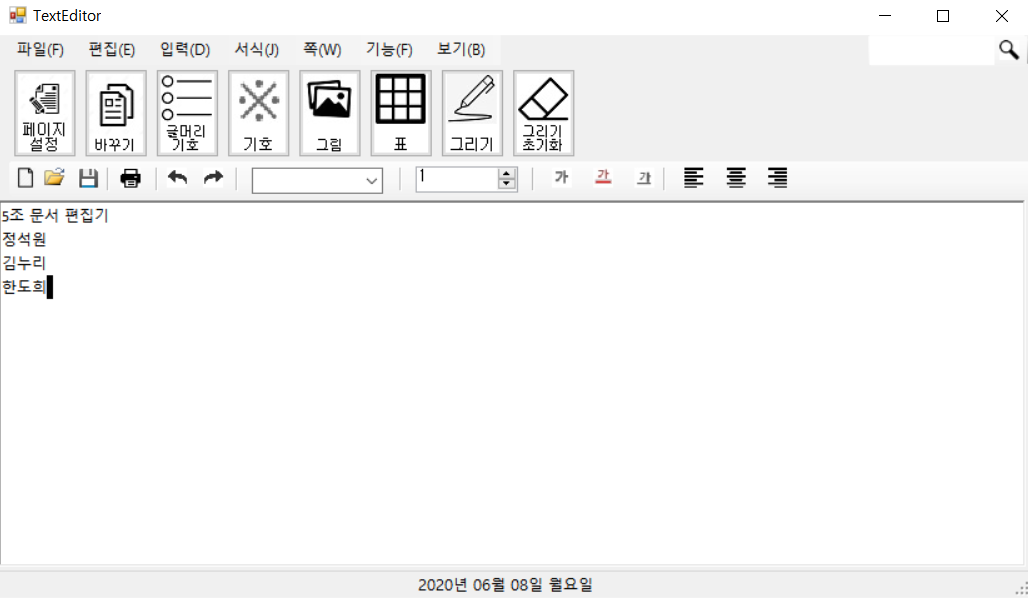 TextEditor
파일(F) 편집(E) 입력(D) 서식(J) 쪽(W) 기능(F) 보기(B)
페이지 설정 바꾸기 글머리 기호 기호 그림 표 그리기 그리기 초기화
1 가 가 가
5조 문서 편집기
정석원
김누리
한도희
2020년 06월 08일 월요일